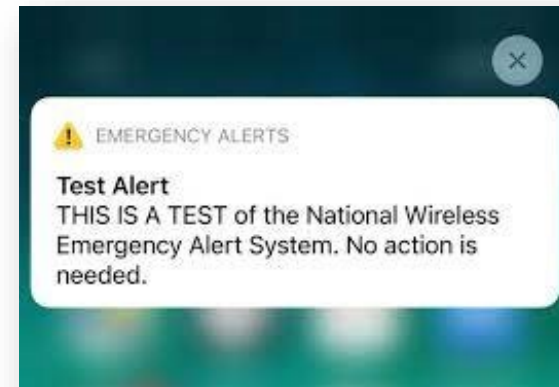 EMERGENCY ALERTS
Test Alert
THIS IS A TEST of the National Wireless
Emergency Alert System. No action is
needed.